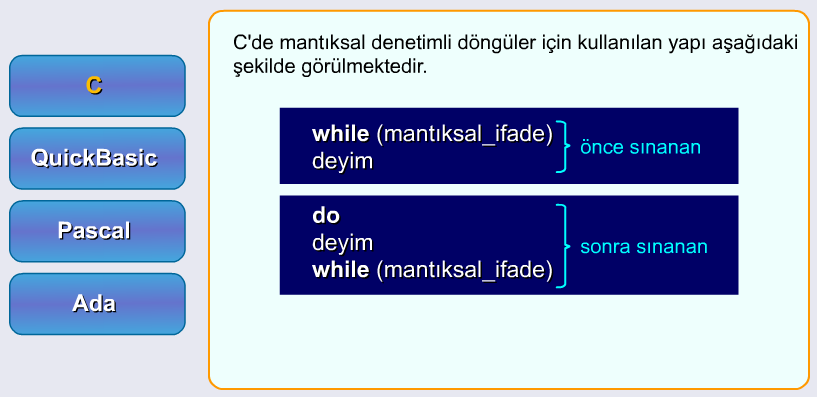 C
QuickBasic
Pascal
Ada
C'de mantıksal denetimli döngüler için kullanılan yapı aşağıdaki
şekilde görülmektedir.
while (mantıksal_ifade)
deyim
önce sınanan
do
deyim
while (mantıksal_ifade)
sonra sınanan